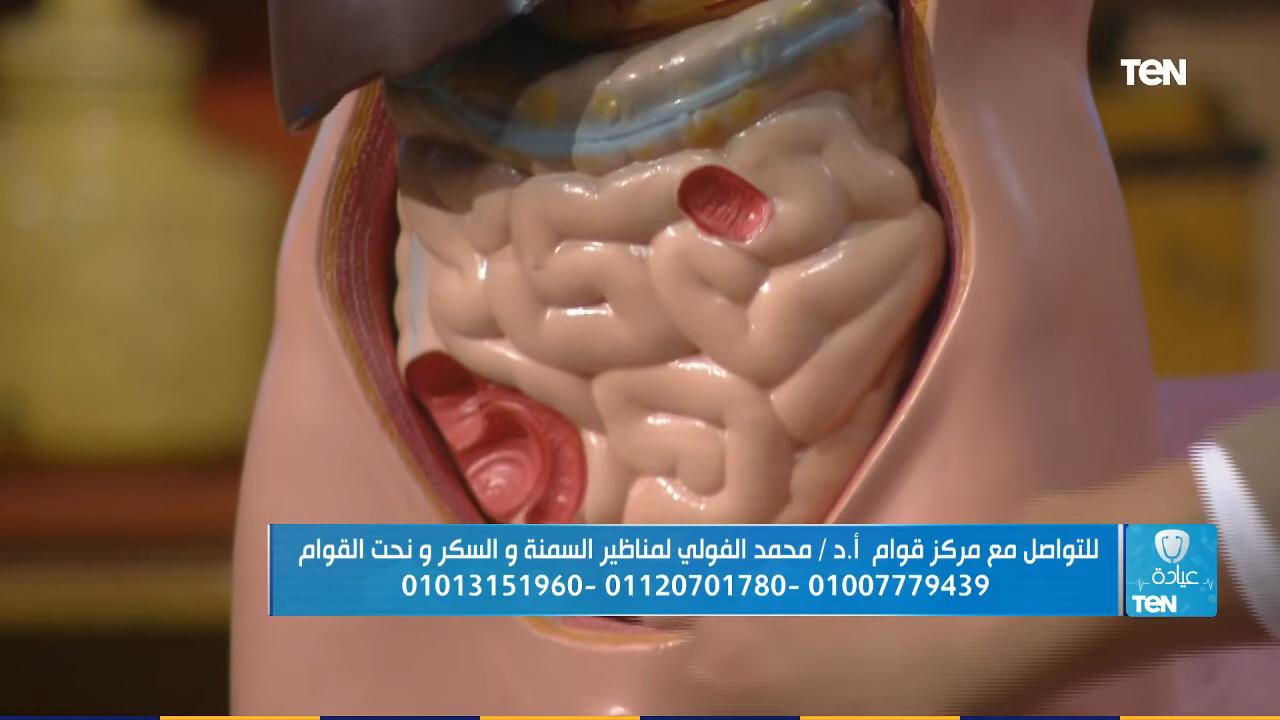 TEN
للتواصل مع مركز قوام أ.د / محمد الفولي لمناظير السمنة و السكر و نحت القوام
01013151960- 01120701780- 01007779439
عيادة
TEN